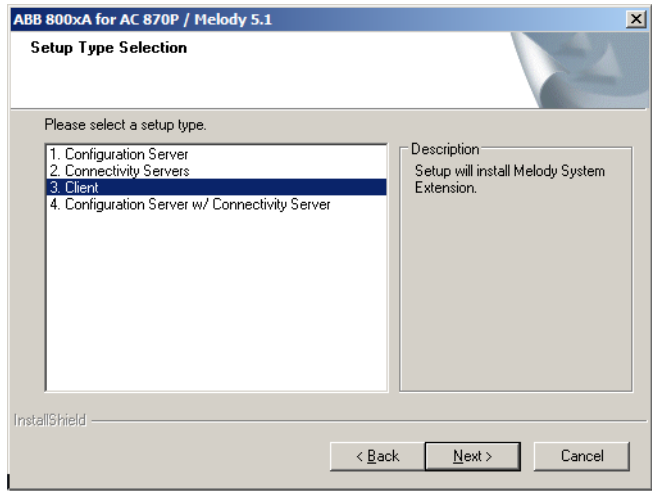 ABB 800xA for AC 870P / Melody 5.1
Setup Type Selection
Please select a setup type.
1. Configuration Server
2. Connectivity Servers
3. Client
4. Configuration Server w/ Connectivity Server
Description
Setup will install Melody System
Extension.
InstallShield
< Back
Next >
Cancel